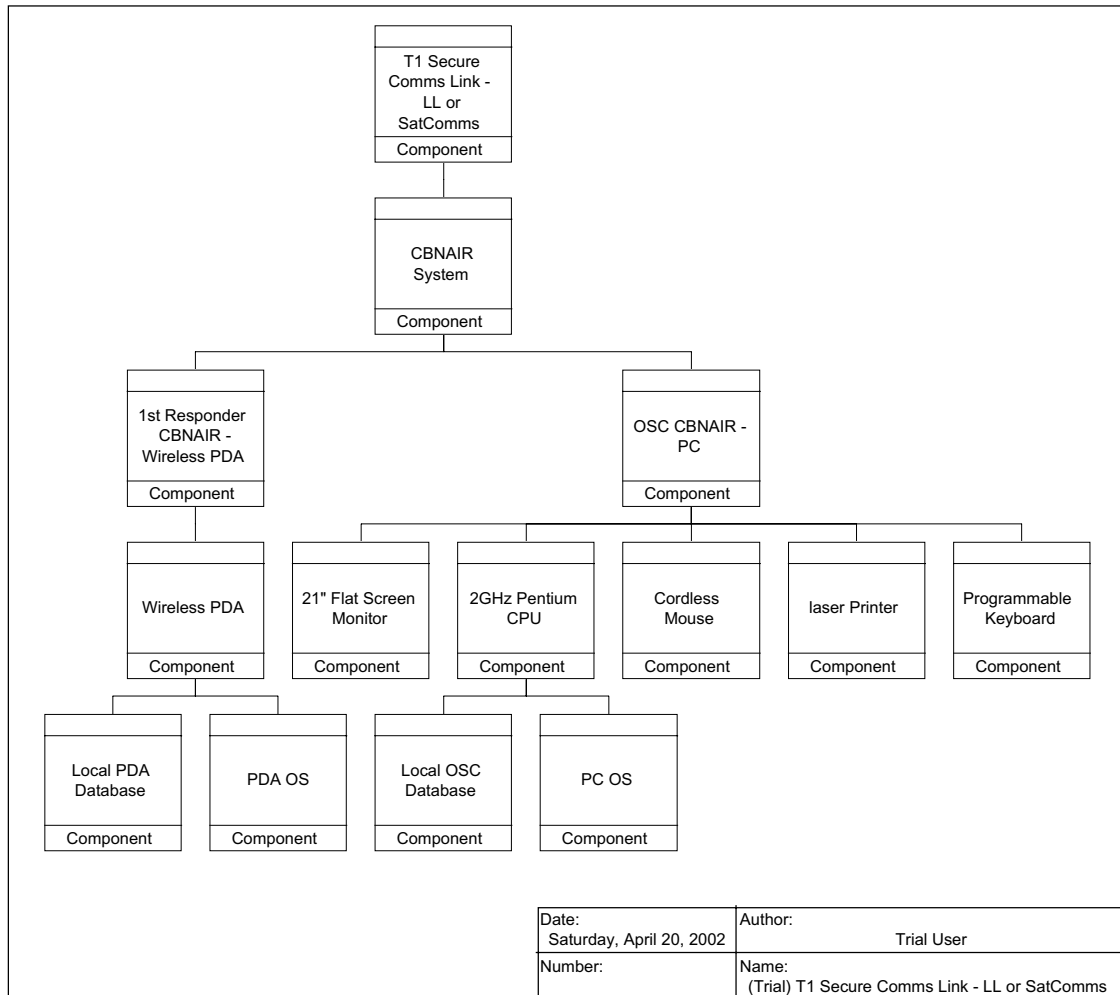 T1 Secure
Comms Link -
LL or
SatComms
Component
CBNAIR
System
Component
1st Responder
CBNAIR -
Wireless PDA
Component
OSC CBNAIR -
PC
Component
Wireless PDA
Component
21" Flat Screen
Monitor
Component
2GHz Pentium
CPU
Component
Cordless
Mouse
Component
laser Printer
Component
Programmable
Keyboard
Component
Local PDA
Database
Component
PDA OS
Component
Local OSC
Database
Component
PC OS
Component
Date:
Saturday, April 20, 2002
Author:
Trial User
Number:
Name:
(Trial) T1 Secure Comms Link - LL or SatComms